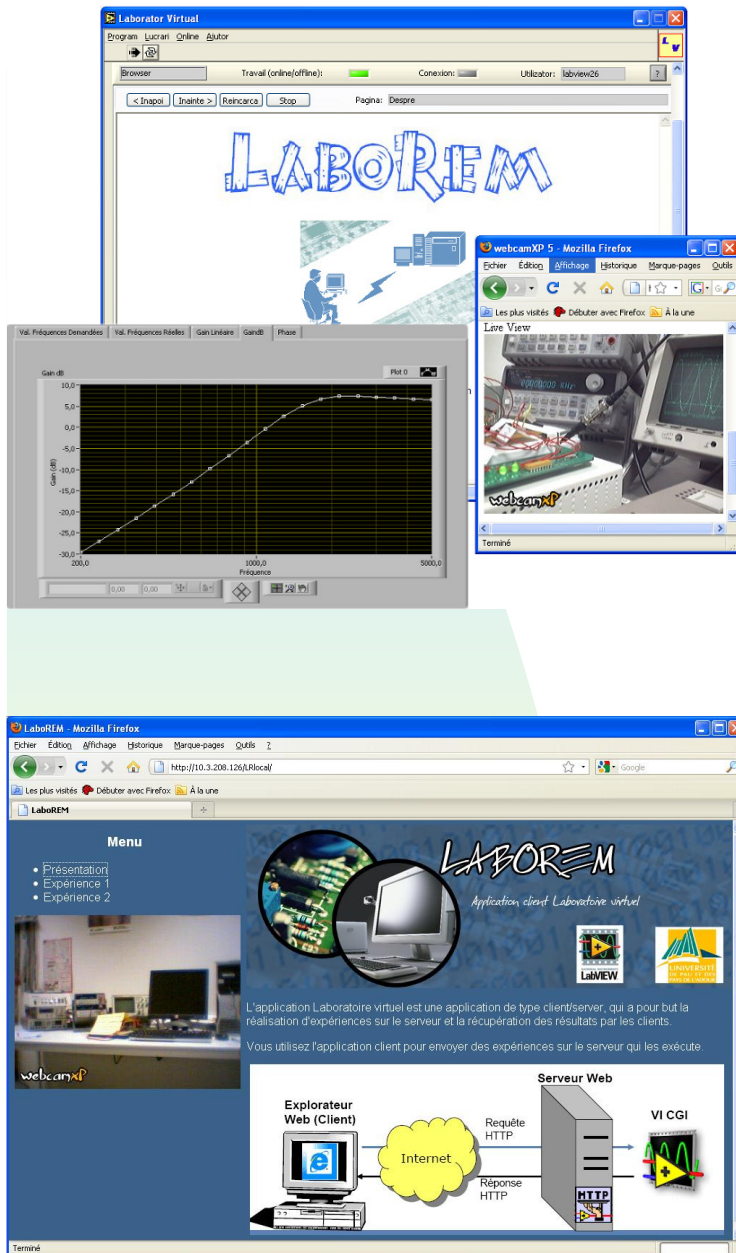 Laborator Virtual
Program Lucrari Online Ajutor
L V
Browser Travail (online/offline): Conexion: Utilizator: labview26 ?
< Inapoi Inainte > Reincarca Stop Pagina: Despre
LABOREM
webcamXP 5 - Mozilla Firefox
Fichier Édition Affichage Historique Marque-pages Outils
Les plus visités Débuter avec Firefox À la une
Live View
webcamXP
Terminé
Val. Fréquences Demandées Val. Fréquences Réelles Gain Linéaire GaindB Phase
Gain dB Plot 0
10,0
5,0
0,0
-5,0
-10,0
-15,0
-20,0
-25,0
-30,0
Gain (dB)
200,0 1000,0 5000,0
Fréquence
0,00 0,00
LaboREM - Mozilla Firefox
Fichier Édition Affichage Historique Marque-pages Outils ?
http://10.3.208.126/LRlocal/ Google
Les plus visités Débuter avec Firefox À la une
LaboREM
Menu
Présentation
Expérience 1
Expérience 2
webcamXP
LABOREM
Application client Laboratoire virtuel
LabVIEW
UNIVERSITÉ
DE PAU ET DES
PAYS DE L'ADOUR
L'application Laboratoire virtuel est une application de type client/server, qui a pour but la
réalisation d'expériences sur le serveur et la récupération des résultats par les clients.
Vous utilisez l'application client pour envoyer des expériences sur le serveur qui les exécute.
Serveur Web
Explorateur
Web (Client)
VI CGI
Requête
HTTP
Internet
Réponse
HTTP
HTTP
Terminé